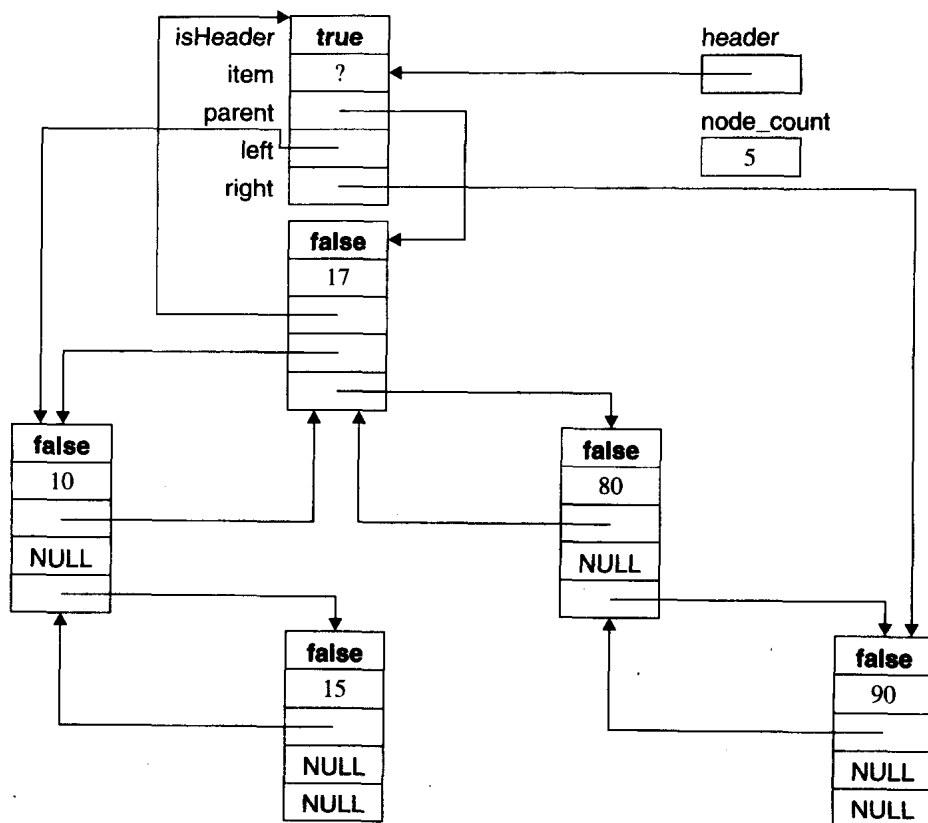 isHeader true header
item ?
parent node_count
left 5
right
false
17
false
10
NULL
false
80
NULL
false
15
NULL
NULL
false
90
NULL
NULL